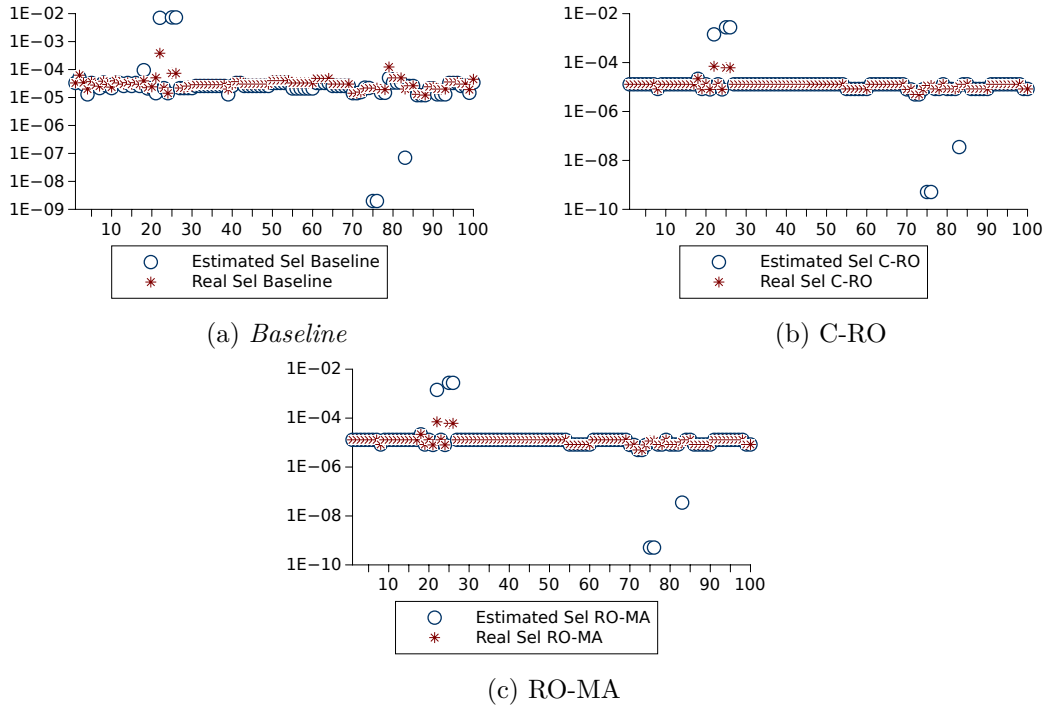 1E−02
1E−03
1E−04
1E−05
1E−06
1E−07
1E−08
1E−09
10 20 30 40 50 60 70 80 90 100
Estimated Sel Baseline
Real Sel Baseline
(a) Baseline
1E−02
1E−04
1E−06
1E−08
1E−10
10 20 30 40 50 60 70 80 90 100
Estimated Sel C-RO
Real Sel C-RO
(b) C-RO
1E−02
1E−04
1E−06
1E−08
1E−10
10 20 30 40 50 60 70 80 90 100
Estimated Sel RO-MA
Real Sel RO-MA
(c) RO-MA